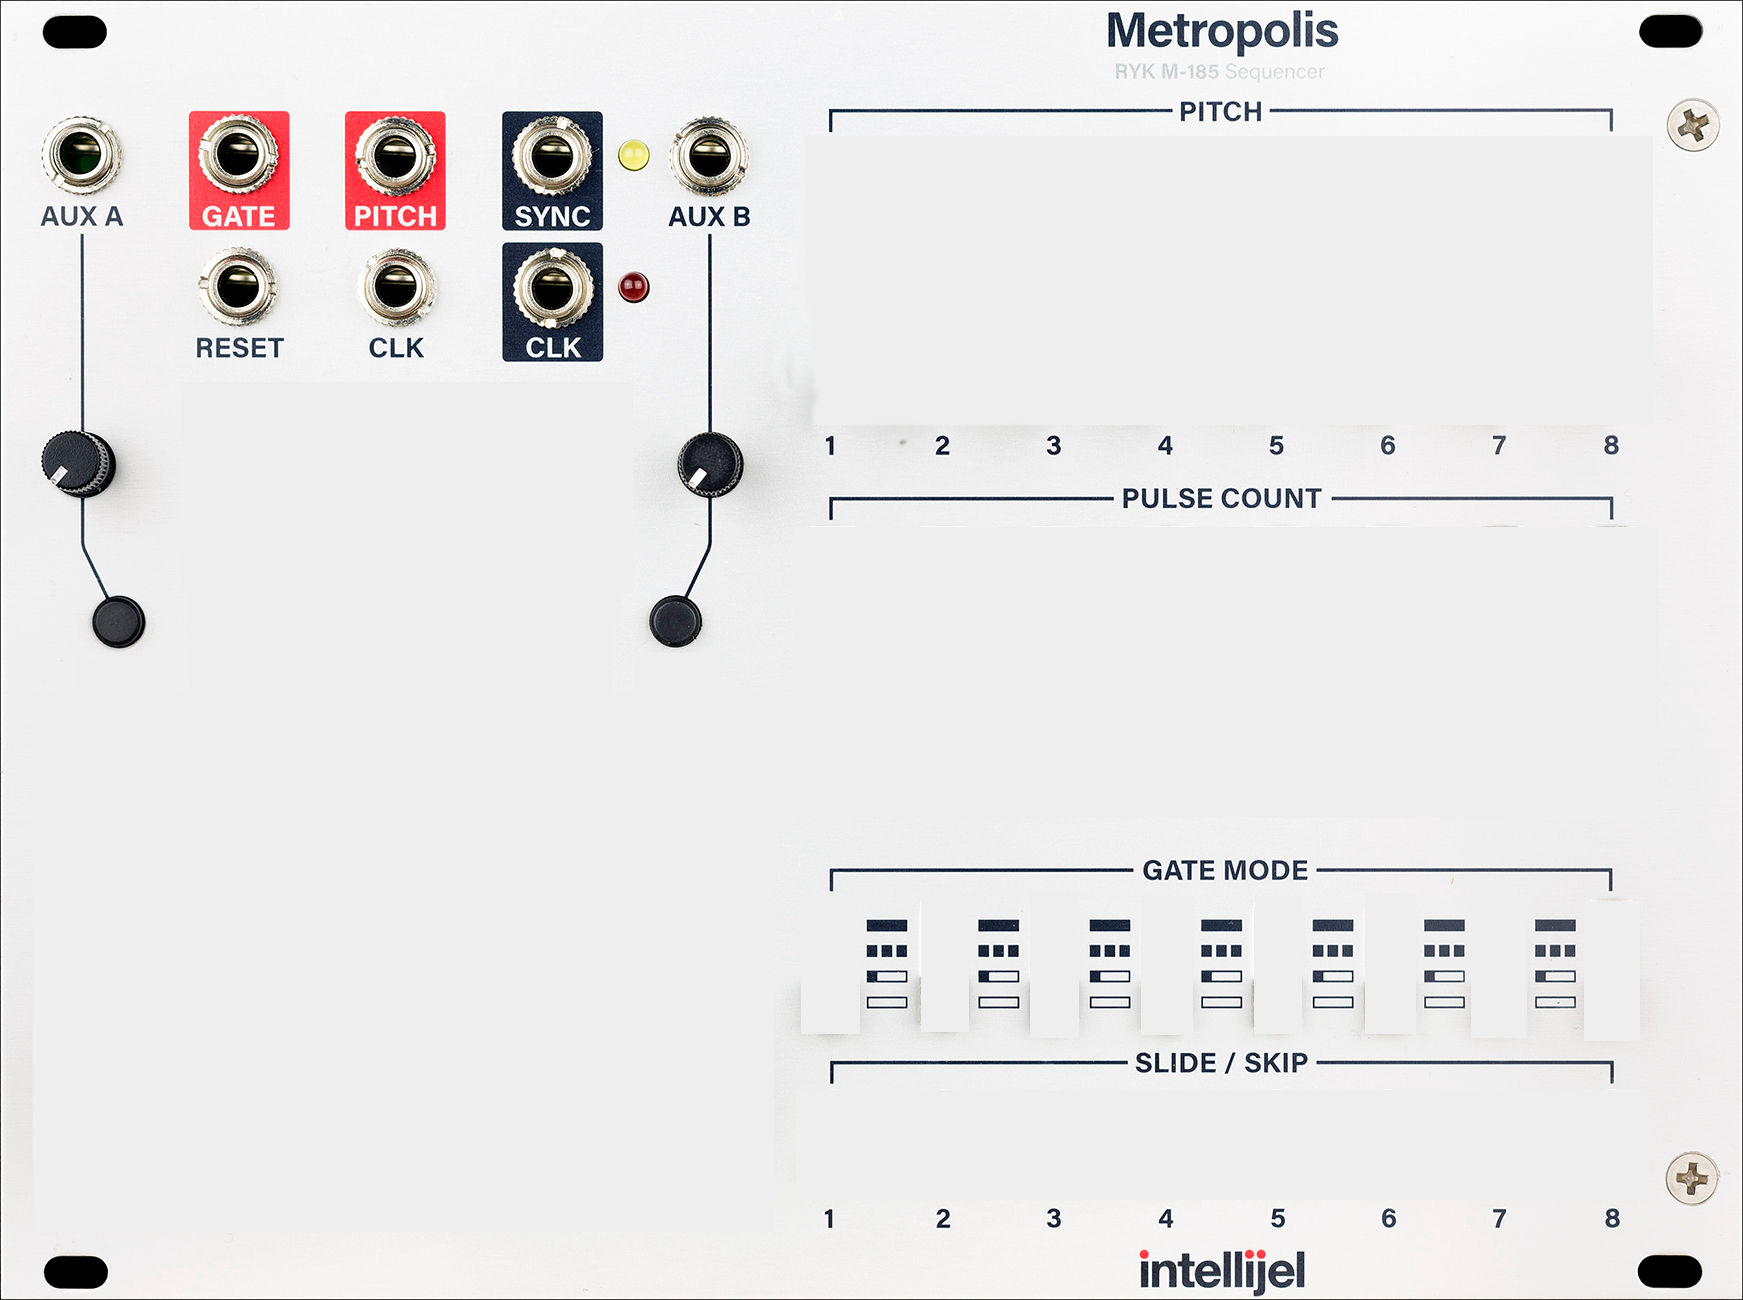 Metropolis
RYK M-185 Sequencer
PITCH
AUX A
GATE
PITCH
SYNC
AUX B
RESET
CLK
CLK
1 2 3 4 5 6 7 8
PULSE COUNT
GATE MODE
SLIDE / SKIP
1 2 3 4 5 6 7 8
intellijel